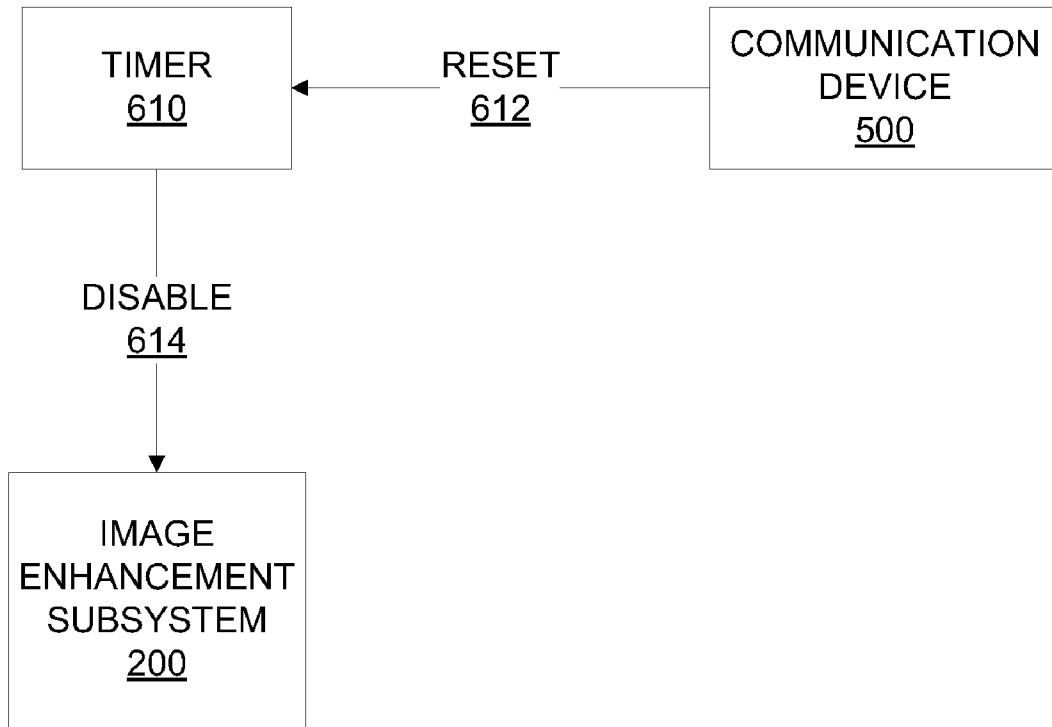 TIMER
610
RESET
612
COMMUNICATION
DEVICE
500
DISABLE
614
IMAGE
ENHANCEMENT
SUBSYSTEM
200